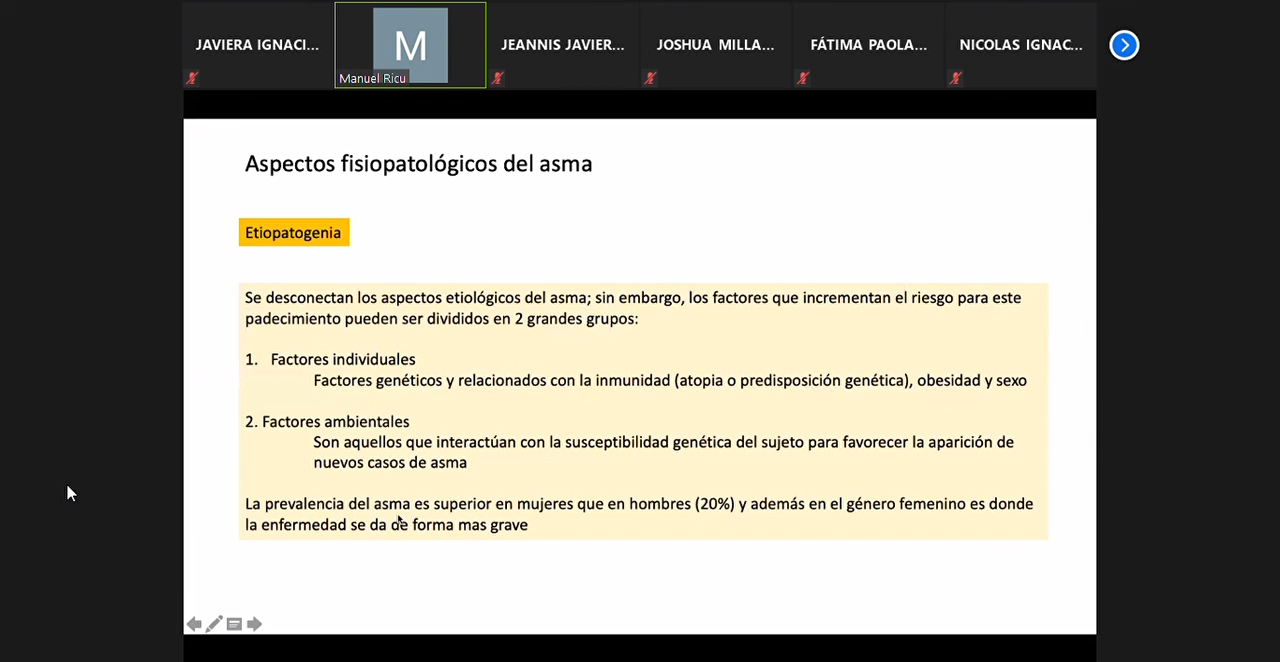 JAVIERA IGNACI...
M
Manuel Ricu
JEANNIS JAVIER...
JOSHUA MILLA...
FÁTIMA PAOLA...
NICOLAS IGNAC...
Aspectos fisiopatológicos del asma
Etiopatogenia
Se desconectan los aspectos etiológicos del asma; sin embargo, los factores que incrementan el riesgo para este
padecimiento pueden ser divididos en 2 grandes grupos:
1. Factores individuales
Factores genéticos y relacionados con la inmunidad (atopia o predisposición genética), obesidad y sexo
2. Factores ambientales
Son aquellos que interactúan con la susceptibilidad genética del sujeto para favorecer la aparición de
nuevos casos de asma
La prevalencia del asma es superior en mujeres que en hombres (20%) y además en el género femenino es donde
la enfermedad se da de forma mas grave